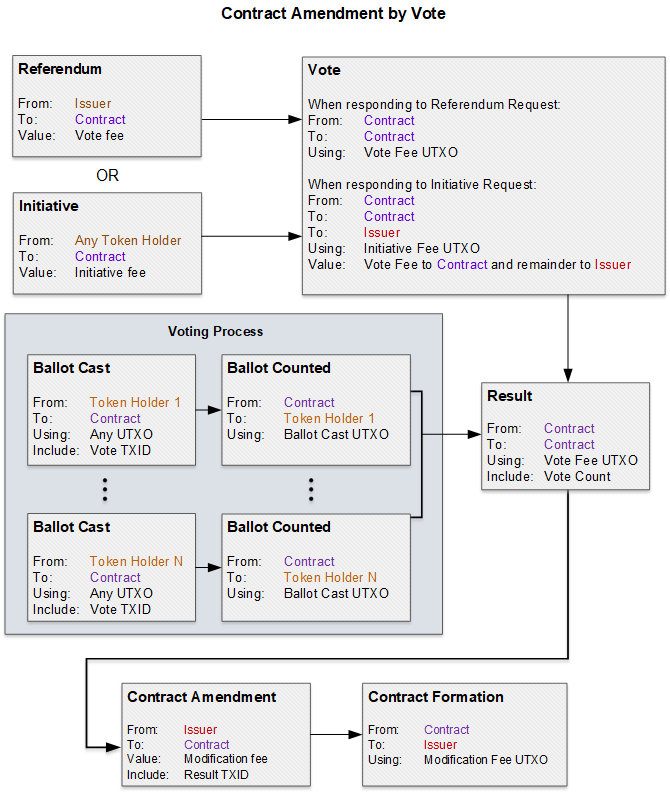 Contract Amendment by Vote
Referendum
From: Issuer
To: Contract
Value: Vote fee
OR
Initiative
From: Any Token Holder
To: Contract
Value: Initiative fee
Vote
When responding to Referendum Request:
From: Contract
To: Contract
Using: Vote Fee UTXO
When responding to Initiative Request:
From: Contract
To: Contract
To: Issuer
Using: Initiative Fee UTXO
Value: Vote Fee to Contract and remainder to Issuer
Voting Process
Ballot Cast
From: Token Holder 1
To: Contract
Using: Any UTXO
Include: Vote TXID
Ballot Counted
From: Contract
To: Token Holder 1
Using: Ballot Cast UTXO
Ballot Cast
From: Token Holder N
To: Contract
Using: Any UTXO
Include: Vote TXID
Ballot Counted
From: Contract
To: Token Holder N
Using: Ballot Cast UTXO
Result
From: Contract
To: Contract
Using: Vote Fee UTXO
Include: Vote Count
Contract Amendment
From: Issuer
To: Contract
Value: Modification fee
Include: Result TXID
Contract Formation
From: Contract
To: Issuer
Using: Modification Fee UTXO